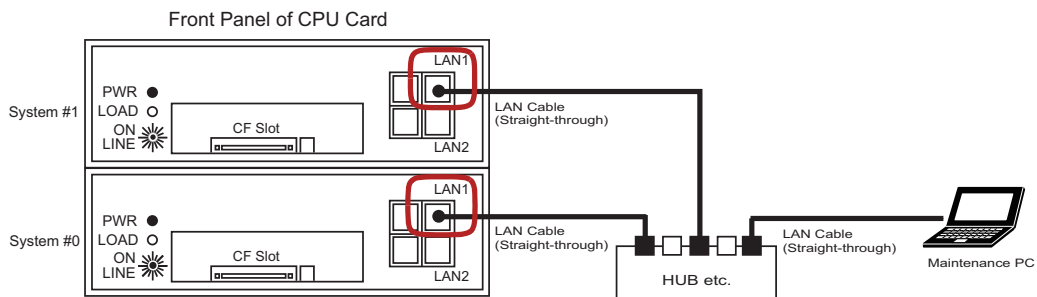 Front Panel of CPU Card
System #1
PWR
LOAD
ON
LINE
CF Slot
LAN1
LAN2
LAN Cable
(Straight-through)
System #0
PWR
LOAD
ON
LINE
CF Slot
LAN1
LAN2
LAN Cable
(Straight-through)
HUB etc.
LAN Cable
(Straight-through)
Maintenance PC